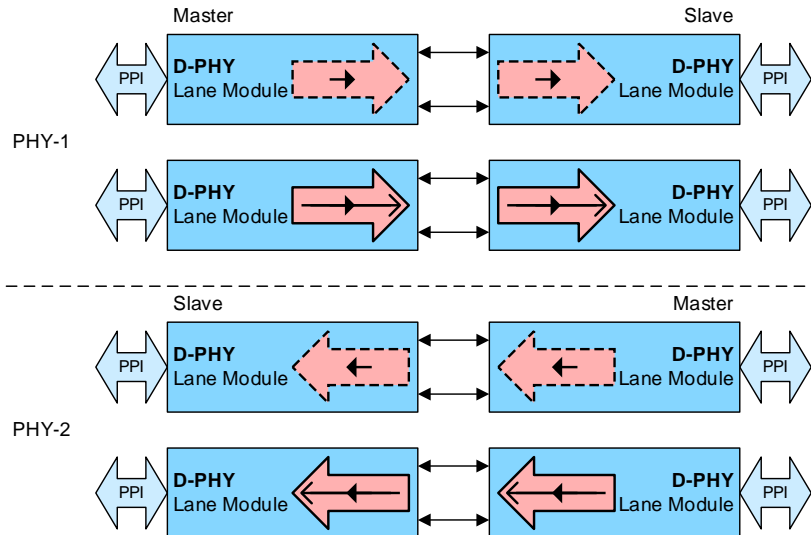 Master Slave
PPI D-PHY Lane Module D-PHY Lane Module PPI
PHY-1
PPI D-PHY Lane Module D-PHY Lane Module PPI
Slave Master
PPI D-PHY Lane Module D-PHY Lane Module PPI
PHY-2
PPI D-PHY Lane Module D-PHY Lane Module PPI